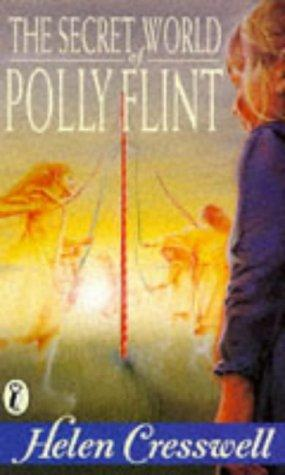 THE SECRET WORLD
of
POLLY FLINT
Helen Cresswell